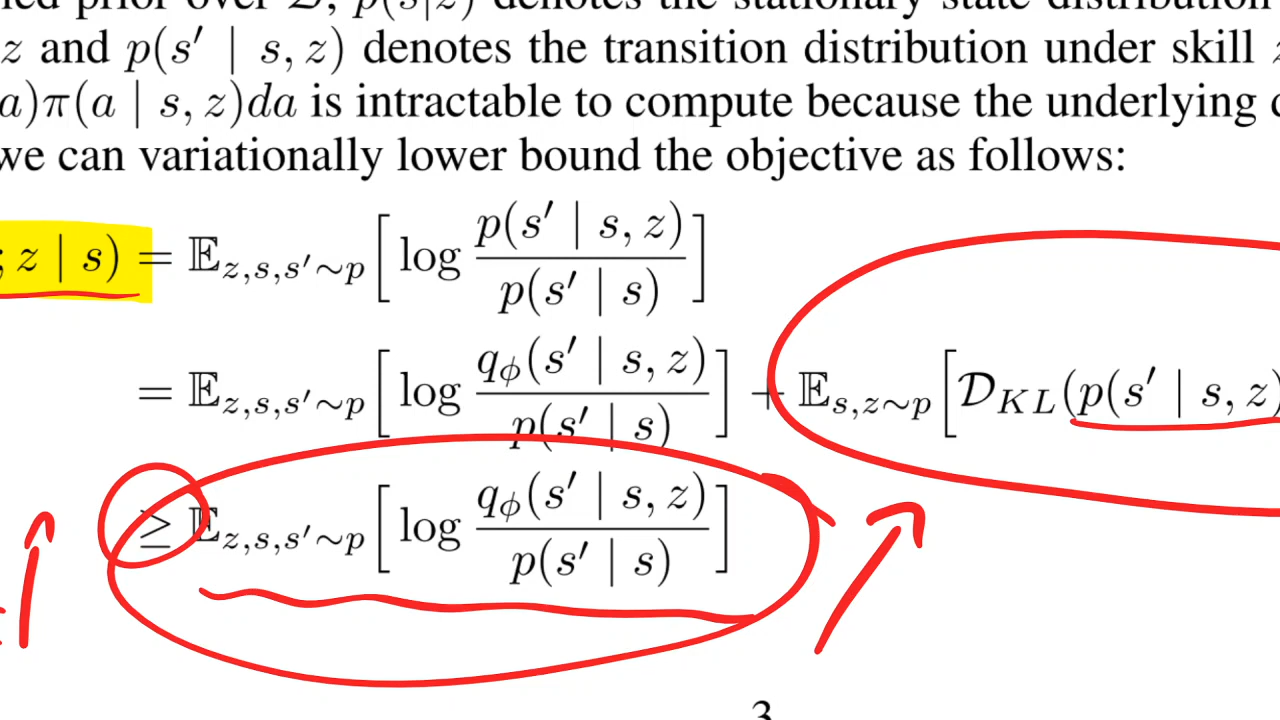 ned prior over D, p(s|z) denotes the stationary state distribution
z and p(s′ | s, z) denotes the transition distribution under skill z
a)π(a | s, z)da is intractable to compute because the underlying
we can variationally lower bound the objective as follows:
; z | s) = 𝔼_{z,s,s′∼p} [ log p(s′ | s, z) / p(s′ | s) ]
= 𝔼_{z,s,s′∼p} [ log q_ϕ(s′ | s, z) / p(s′ | s) ] + 𝔼_{s,z∼p} [ 𝒟_{KL}(p(s′ | s, z)
≥ 𝔼_{z,s,s′∼p} [ log q_ϕ(s′ | s, z) / p(s′ | s) ]
3